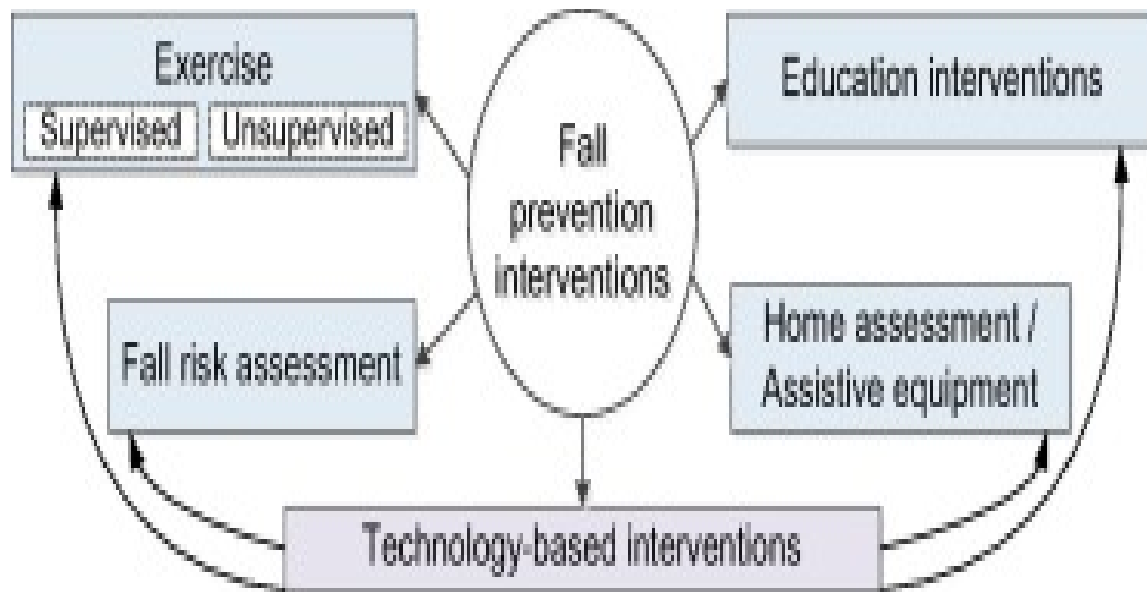 Exercise
Supervised
Unsupervised
Fall
prevention
interventions
Education interventions
Fall risk assessment
Home assessment /
Assistive equipment
Technology-based interventions